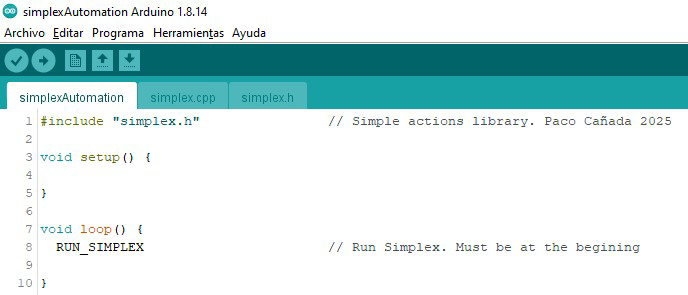 simplexAutomation Arduino 1.8.14
Archivo Editar Programa Herramientas Ayuda
simplexAutomation simplex.cpp simplex.h
1 #include "simplex.h" // Simple actions library. Paco Cañada 2025
2
3 void setup() {
4
5 }
6
7 void loop() {
8 RUN_SIMPLEX // Run Simplex. Must be at the begining
9
10 }